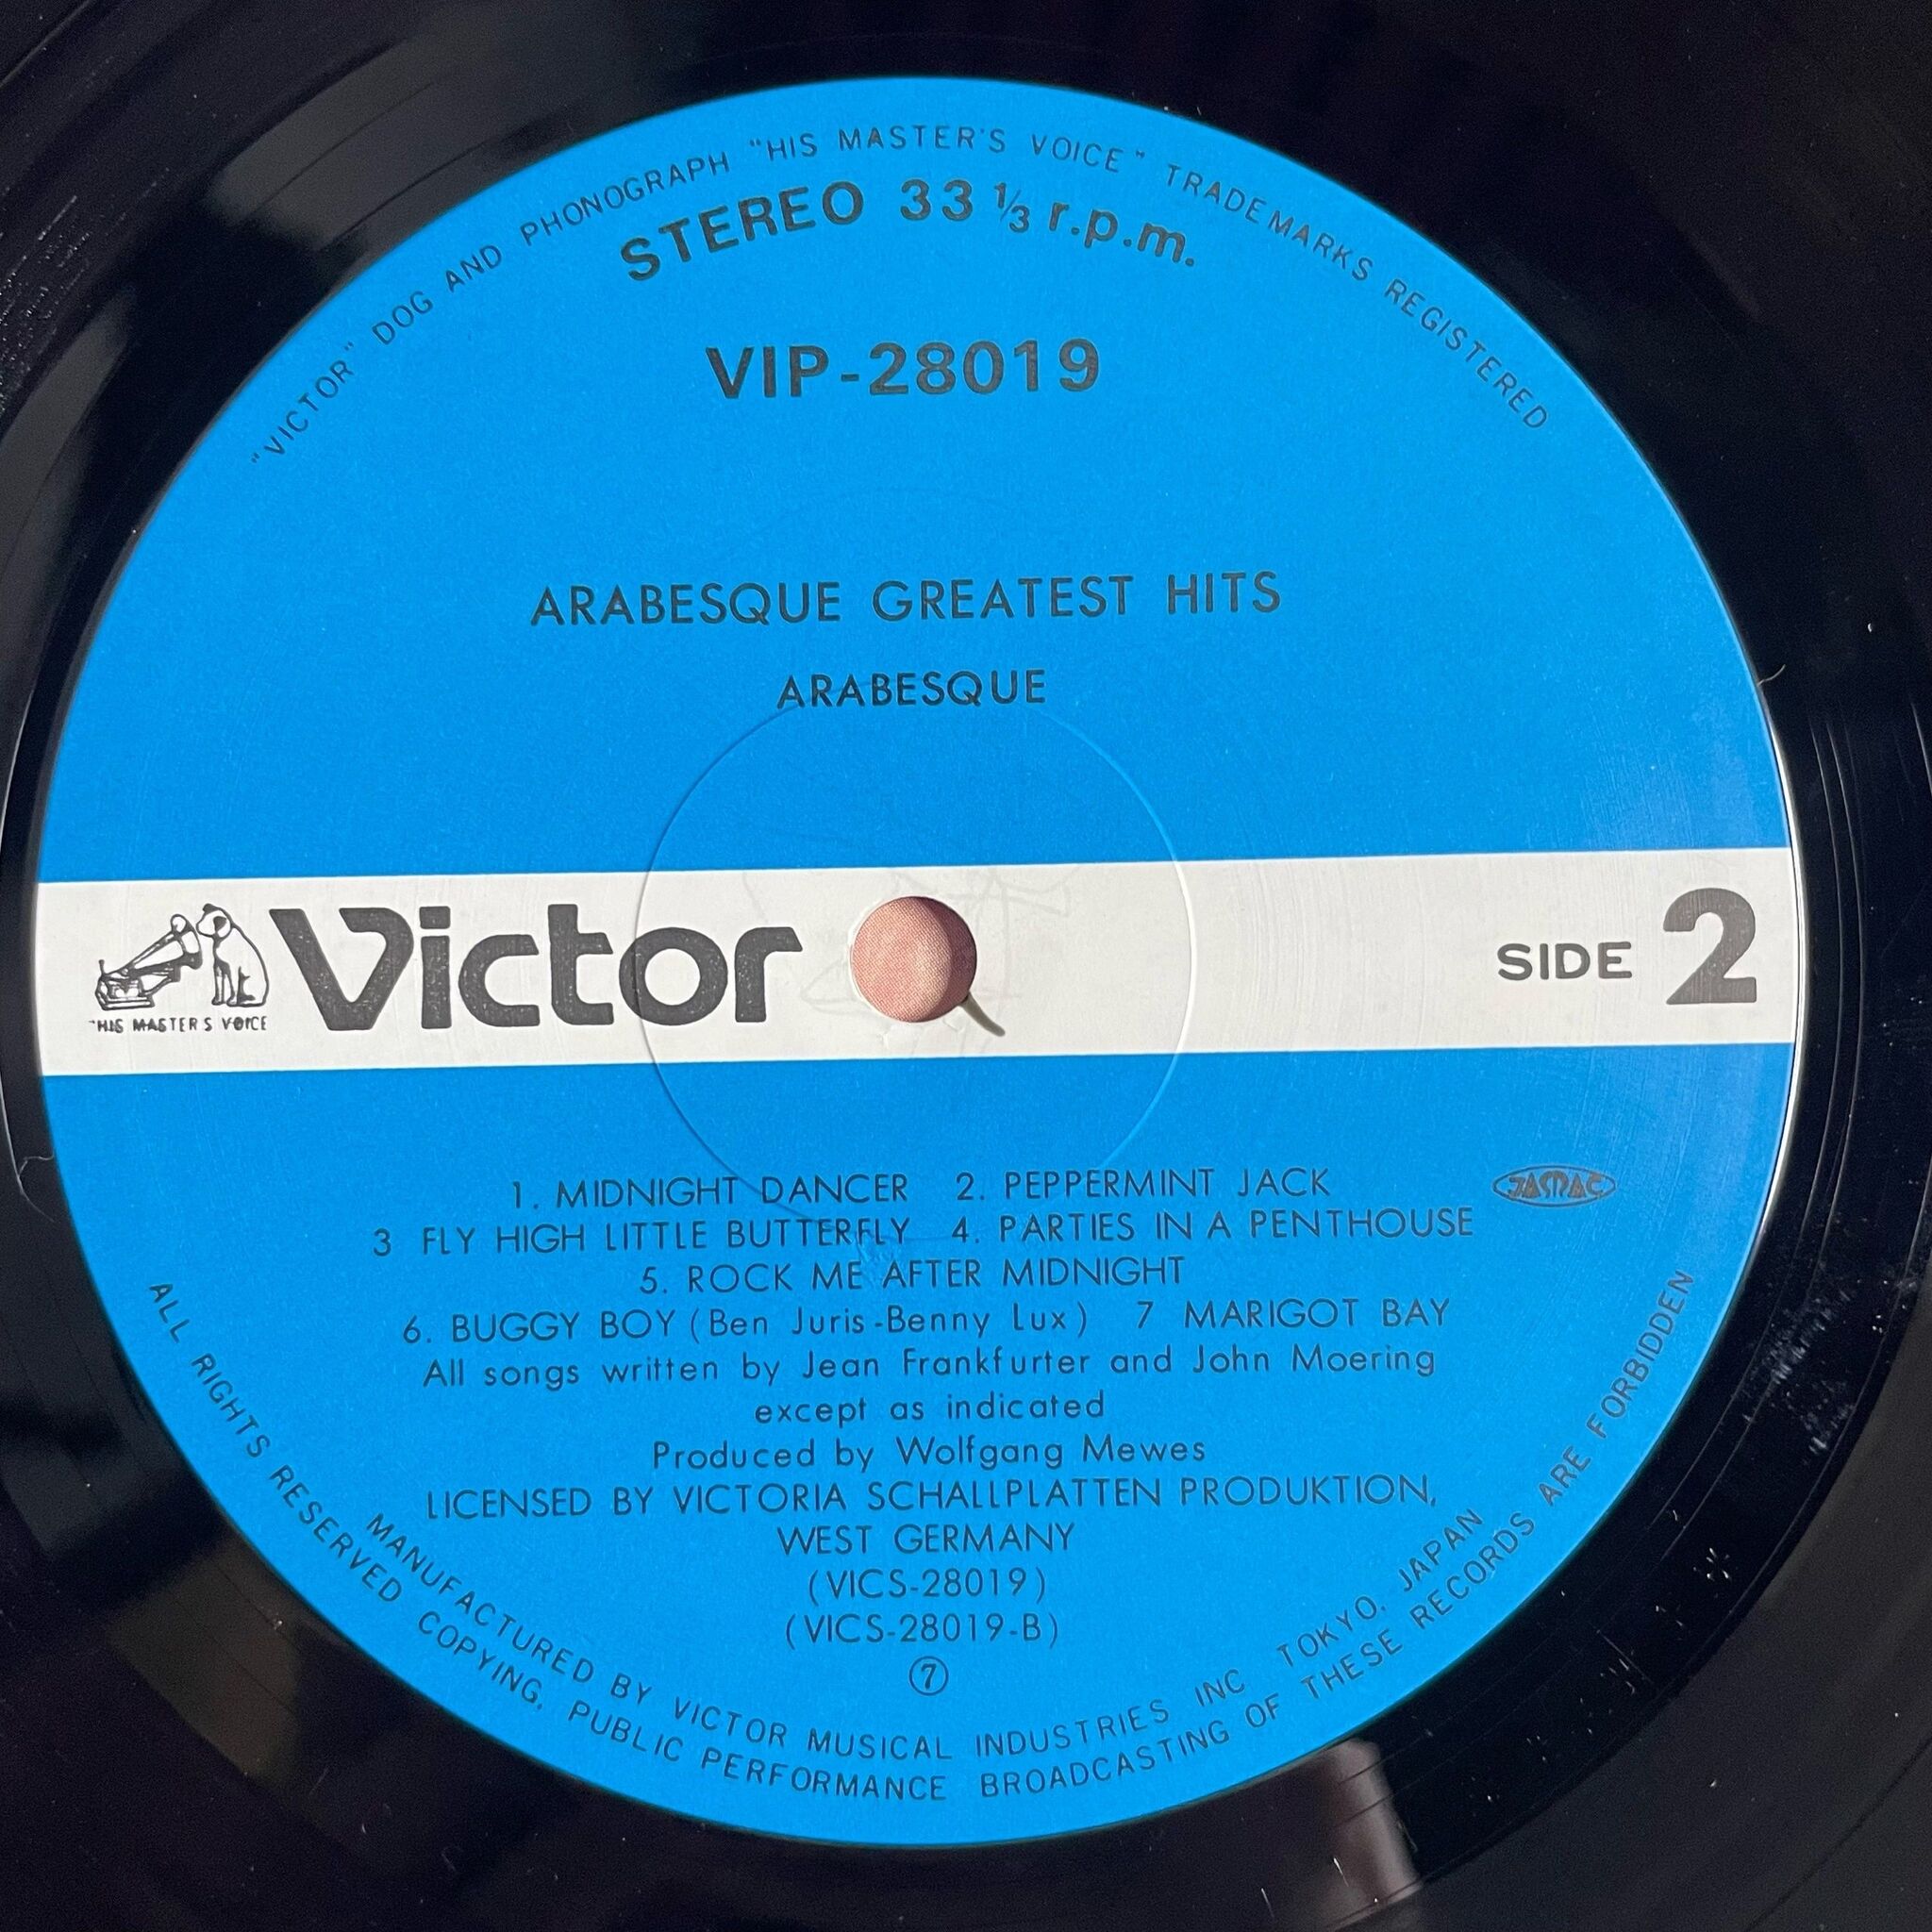 "VICTOR" DOG AND PHONOGRAPH "HIS MASTER'S VOICE" TRADE MARKS REGISTERED
STEREO 33 1/3 r.p.m.
VIP-28019
ARABESQUE GREATEST HITS
ARABESQUE
"HIS MASTER'S VOICE
Victor
SIDE 2
1. MIDNIGHT DANCER 2. PEPPERMINT JACK
JASRAC
3 FLY HIGH LITTLE BUTTERFLY 4. PARTIES IN A PENTHOUSE
5. ROCK ME AFTER MIDNIGHT
6. BUGGY BOY (Ben Juris-Benny Lux) 7 MARIGOT BAY
All songs written by Jean Frankfurter and John Moering
except as indicated
Produced by Wolfgang Mewes
LICENSED BY VICTORIA SCHALLPLATTEN PRODUKTION,
WEST GERMANY
(VICS-28019)
(VICS-28019-B)
⑦
MANUFACTURED BY VICTOR MUSICAL INDUSTRIES INC TOKYO, JAPAN
ALL RIGHTS RESERVED COPYING, PUBLIC PERFORMANCE BROADCASTING OF THESE RECORDS ARE FORBIDDEN